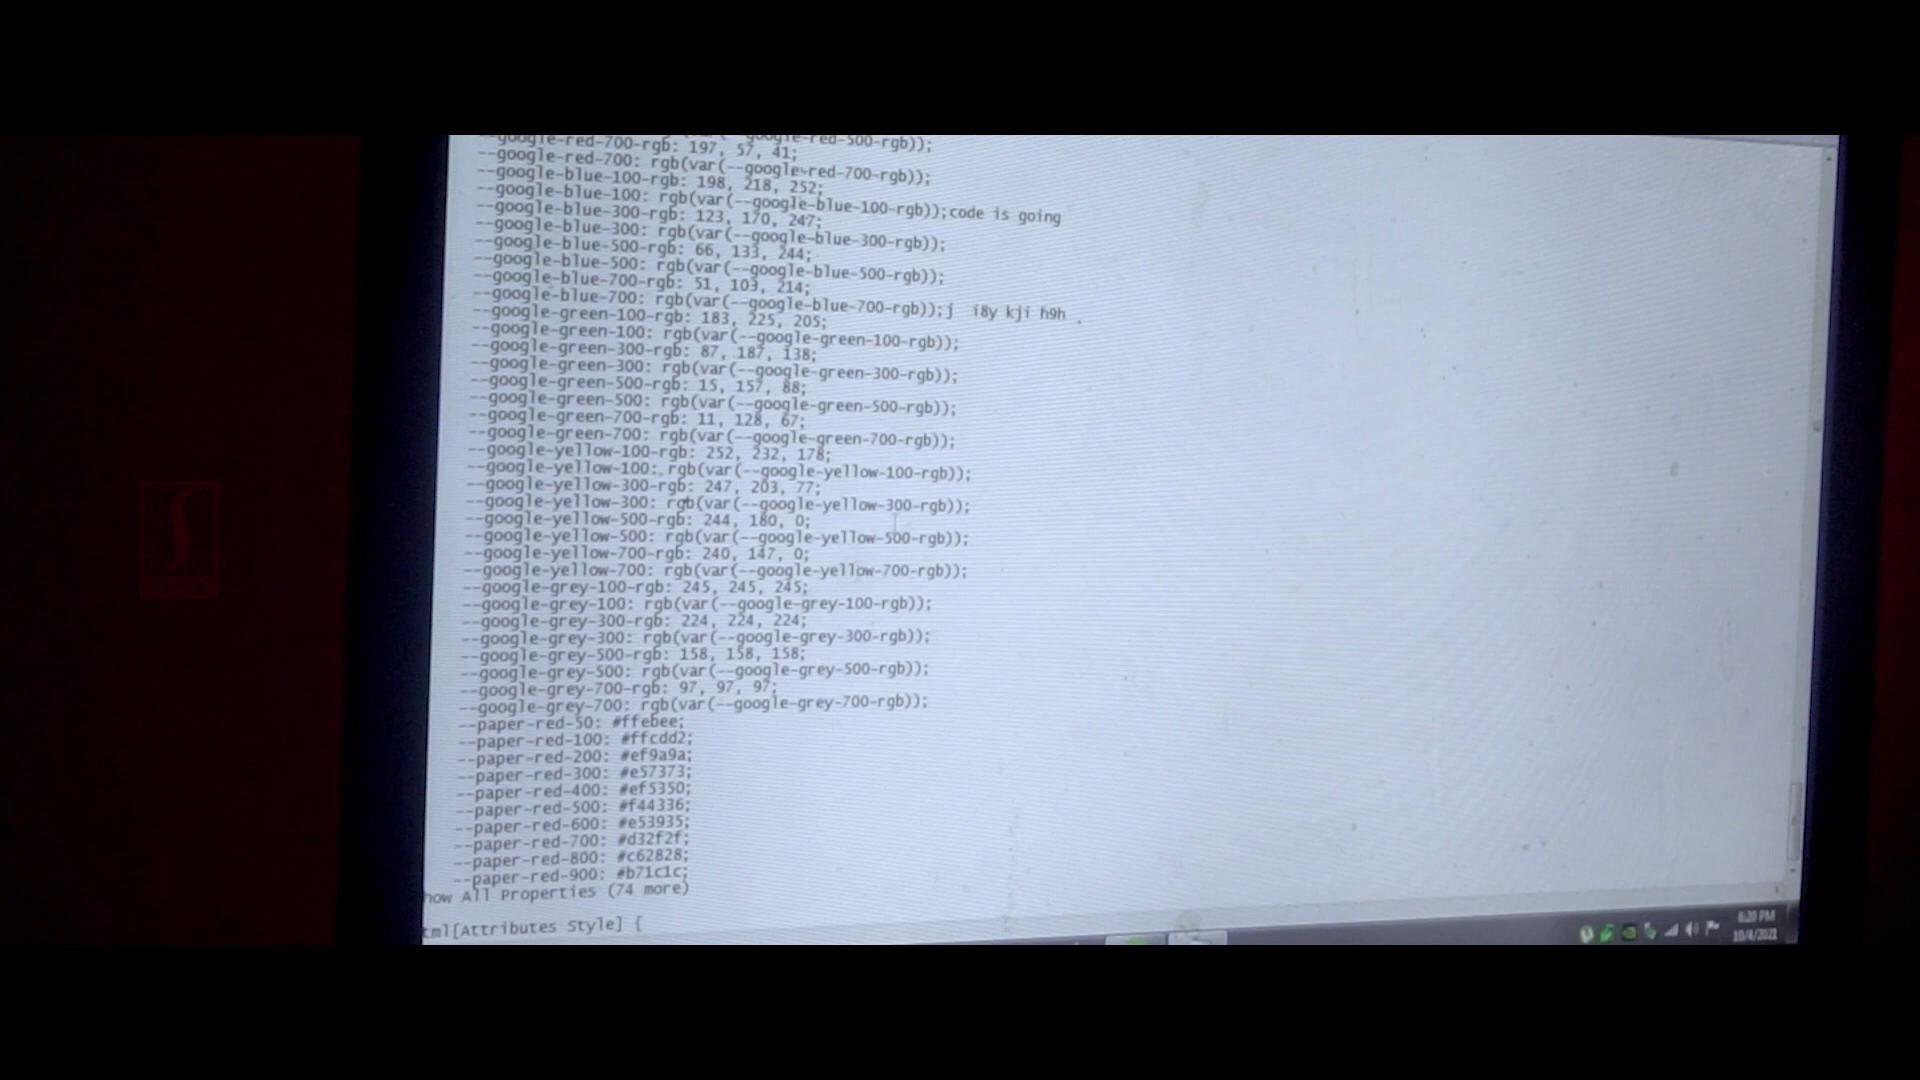 --google-red-500-rgb));
--google-red-700-rgb: 197, 57, 41;
--google-red-700: rgb(var(--google-red-700-rgb));
--google-blue-100-rgb: 198, 218, 252;
--google-blue-100: rgb(var(--google-blue-100-rgb));code is going
--google-blue-300-rgb: 123, 170, 247;
--google-blue-300: rgb(var(--google-blue-300-rgb));
--google-blue-500-rgb: 66, 133, 244;
--google-blue-500: rgb(var(--google-blue-500-rgb));
--google-blue-700-rgb: 51, 103, 214;
--google-blue-700: rgb(var(--google-blue-700-rgb));j  i8y kji h9h
--google-green-100-rgb: 183, 225, 205;
--google-green-100: rgb(var(--google-green-100-rgb));
--google-green-300-rgb: 87, 187, 138;
--google-green-300: rgb(var(--google-green-300-rgb));
--google-green-500-rgb: 15, 157, 88;
--google-green-500: rgb(var(--google-green-500-rgb));
--google-green-700-rgb: 11, 128, 67;
--google-green-700: rgb(var(--google-green-700-rgb));
--google-yellow-100-rgb: 252, 232, 178;
--google-yellow-100: rgb(var(--google-yellow-100-rgb));
--google-yellow-300-rgb: 247, 203, 77;
--google-yellow-300: rgb(var(--google-yellow-300-rgb));
--google-yellow-500-rgb: 244, 180, 0;
--google-yellow-500: rgb(var(--google-yellow-500-rgb));
--google-yellow-700-rgb: 240, 147, 0;
--google-yellow-700: rgb(var(--google-yellow-700-rgb));
--google-grey-100-rgb: 245, 245, 245;
--google-grey-100: rgb(var(--google-grey-100-rgb));
--google-grey-300-rgb: 224, 224, 224;
--google-grey-300: rgb(var(--google-grey-300-rgb));
--google-grey-500-rgb: 158, 158, 158;
--google-grey-500: rgb(var(--google-grey-500-rgb));
--google-grey-700-rgb: 97, 97, 97;
--google-grey-700: rgb(var(--google-grey-700-rgb));
--paper-red-50: #ffebee;
--paper-red-100: #ffcdd2;
--paper-red-200: #ef9a9a;
--paper-red-300: #e57373;
--paper-red-400: #ef5350;
--paper-red-500: #f44336;
--paper-red-600: #e53935;
--paper-red-700: #d32f2f;
--paper-red-800: #c62828;
--paper-red-900: #b71c1c;
how All Properties (74 more)
tml[Attributes Style] {
6:20 PM
10/4/2021